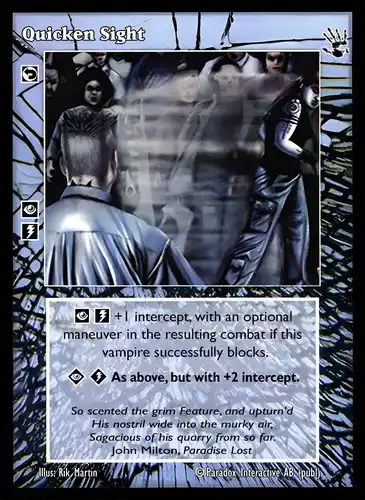 Quicken Sight
+1 intercept, with an optional
maneuver in the resulting combat if this
vampire successfully blocks.
As above, but with +2 intercept.
So scented the grim Feature, and upturn'd
His nostril wide into the murky air,
Sagacious of his quarry from so far.
John Milton, Paradise Lost
Illus: Rik Martin
© Paradox Interactive AB (publ)